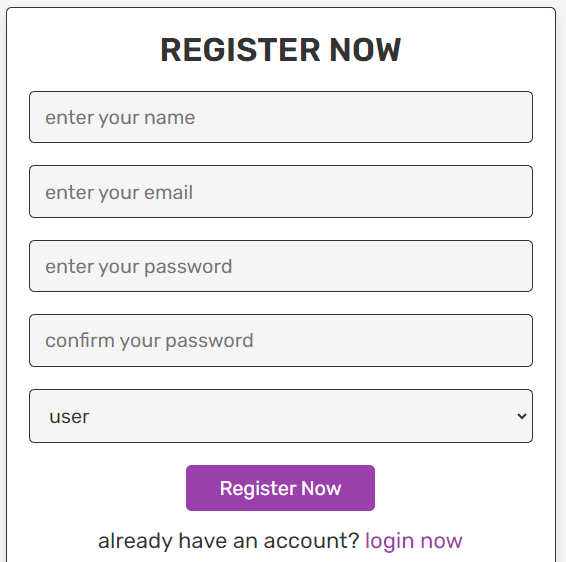 REGISTER NOW
enter your name
enter your email
enter your password
confirm your password
user
Register Now
already have an account? login now